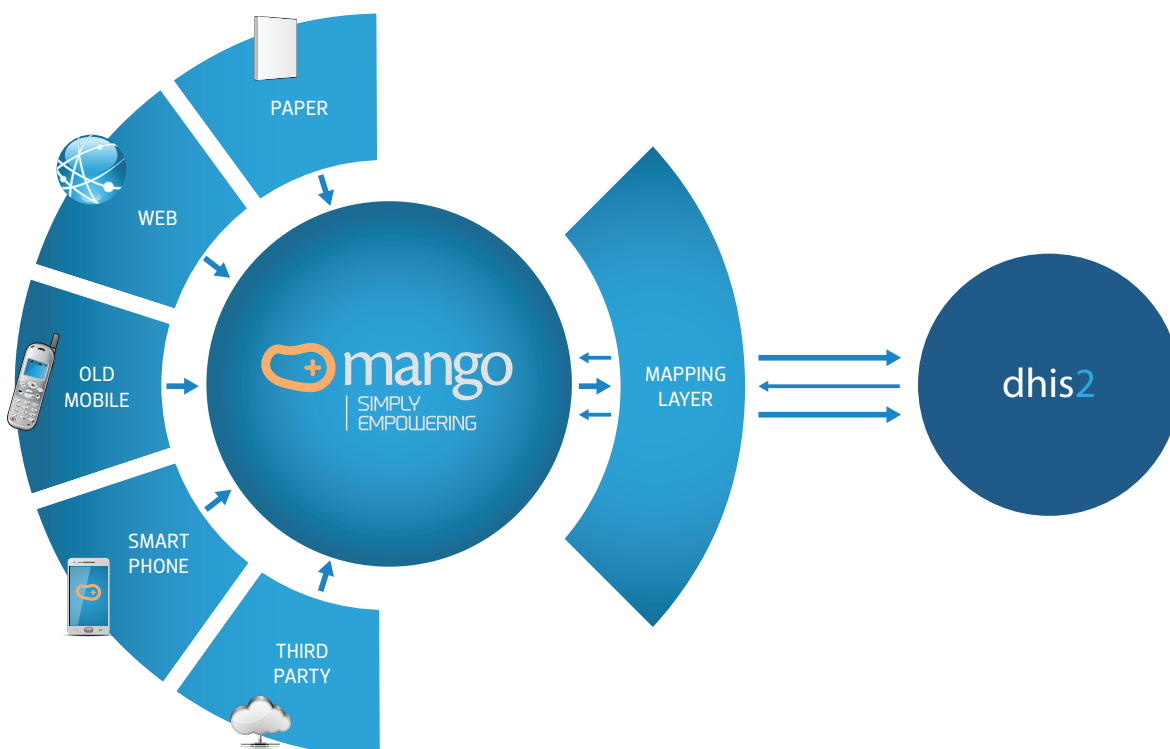 PAPER
WEB
OLD
MOBILE
SMART
PHONE
THIRD
PARTY
mango
SIMPLY
EMPOWERING
MAPPING
LAYER
dhis2